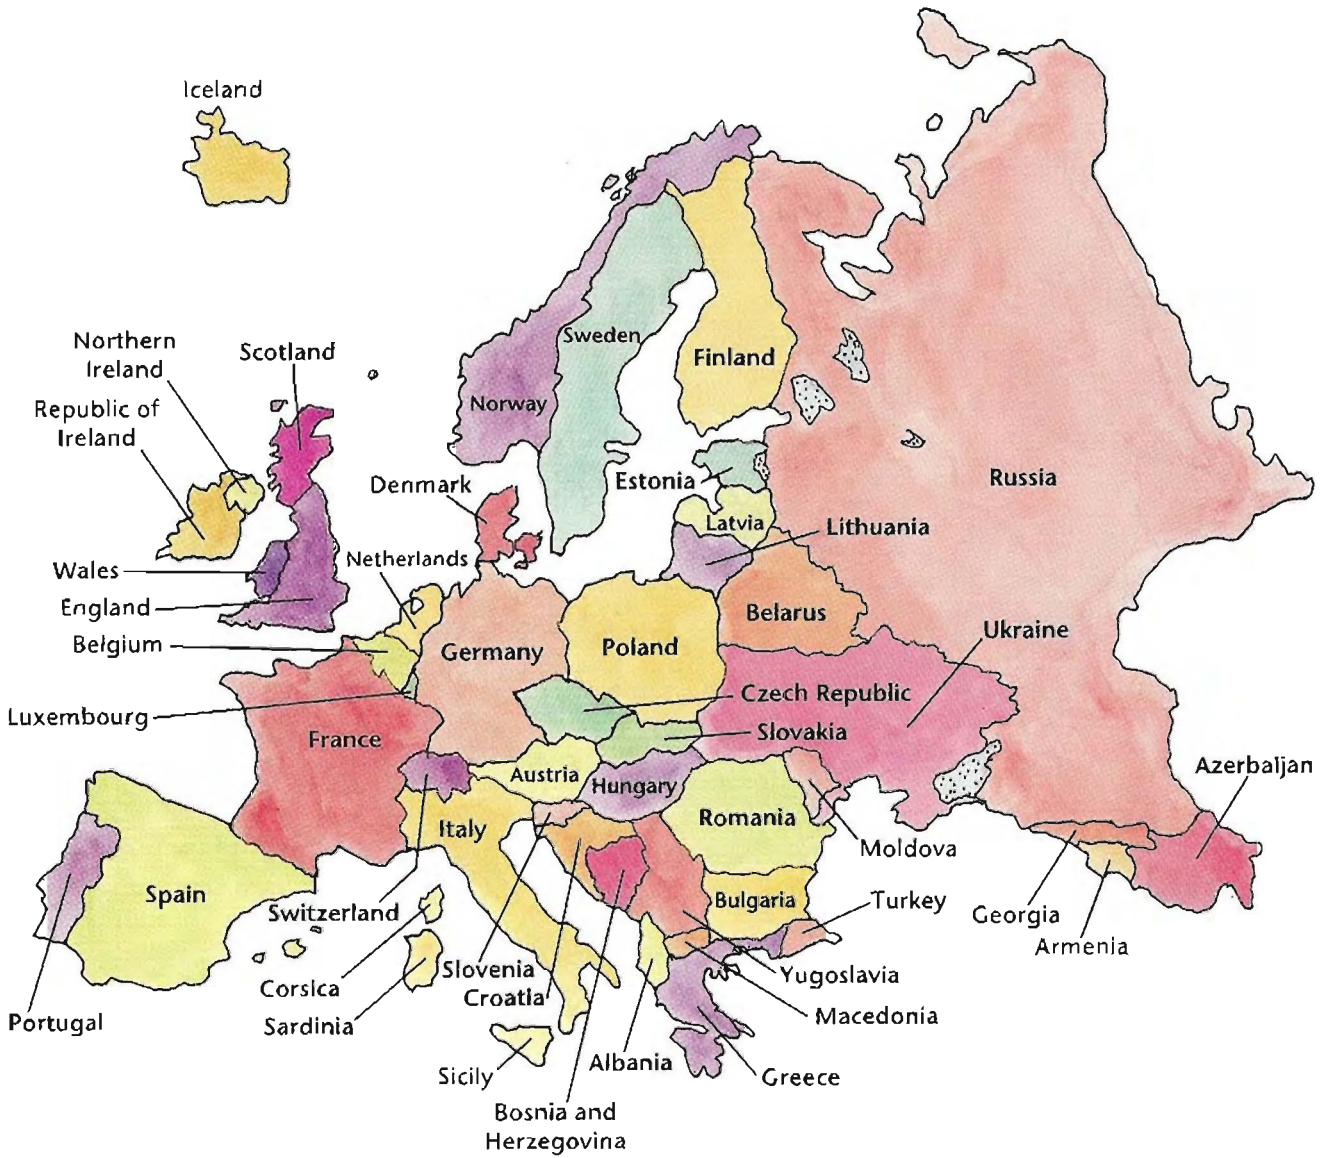 Iceland
Northern
Ireland
Scotland
Republic of
Ireland
Sweden
Finland
Norway
Denmark
Estonia
Russia
Latvia
Lithuania
Netherlands
Wales
England
Belgium
Belarus
Ukraine
Germany
Poland
Luxembourg
Czech Republic
Slovakia
France
Austria
Hungary
Azerbaijan
Romania
Italy
Moldova
Spain
Bulgaria
Turkey
Switzerland
Georgia
Armenia
Slovenia
Yugoslavia
Corsica
Croatia
Portugal
Sardinia
Macedonia
Albania
Sicily
Greece
Bosnia and
Herzegovina